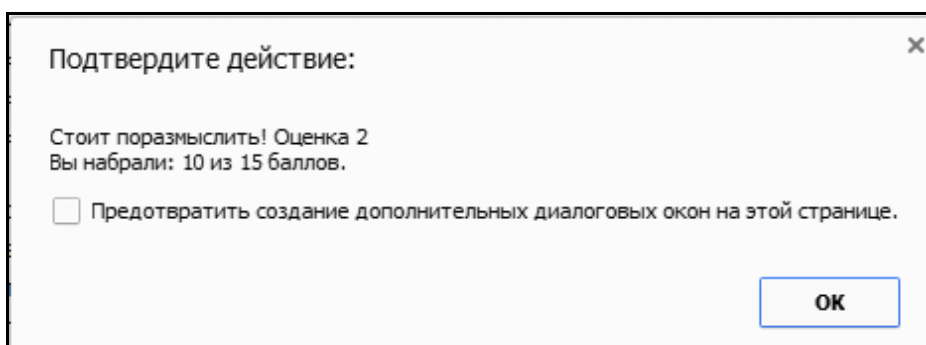 Подтвердите действие:
Стоит поразмыслить! Оценка 2
Вы набрали: 10 из 15 баллов.
Предотвратить создание дополнительных диалоговых окон на этой странице.
ОК